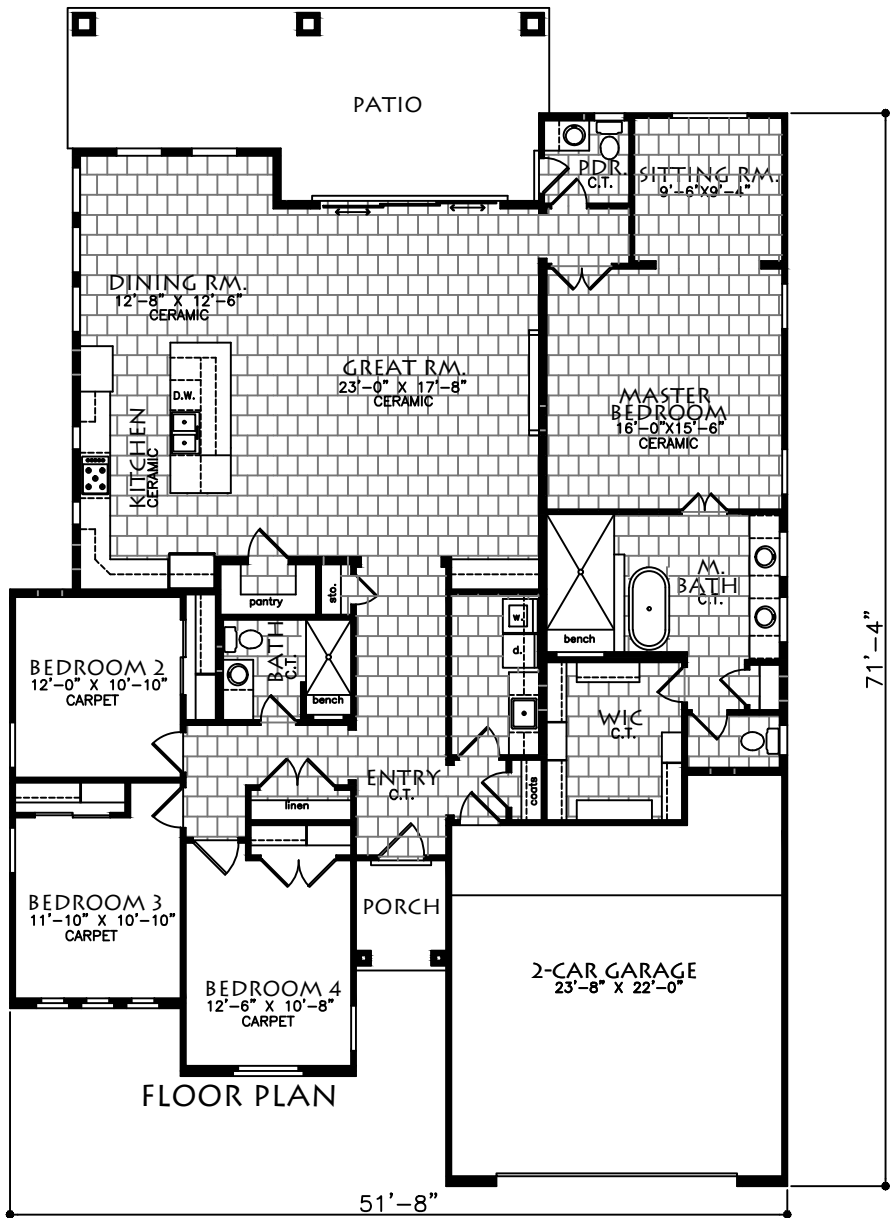 PATIO
PDR.
C.T.
SITTING RM.
9'-6"X9'-4"
DINING RM.
12'-8" X 12'-6"
CERAMIC
GREAT RM.
23'-0" X 17'-8"
CERAMIC
D.W.
KITCHEN
CERAMIC
MASTER
BEDROOM
16'-0"X15'-6"
CERAMIC
M.
BATH
C.T.
bench
pantry
sto.
w.
d.
BEDROOM 2
12'-0" X 10'-10"
CARPET
BATH
C.T.
bench
WIC
C.T.
71'-4"
ENTRY
C.T.
linen
coats
BEDROOM 3
11'-10" X 10'-10"
CARPET
PORCH
BEDROOM 4
12'-6" X 10'-8"
CARPET
2-CAR GARAGE
23'-8" X 22'-0"
FLOOR PLAN
51'-8"